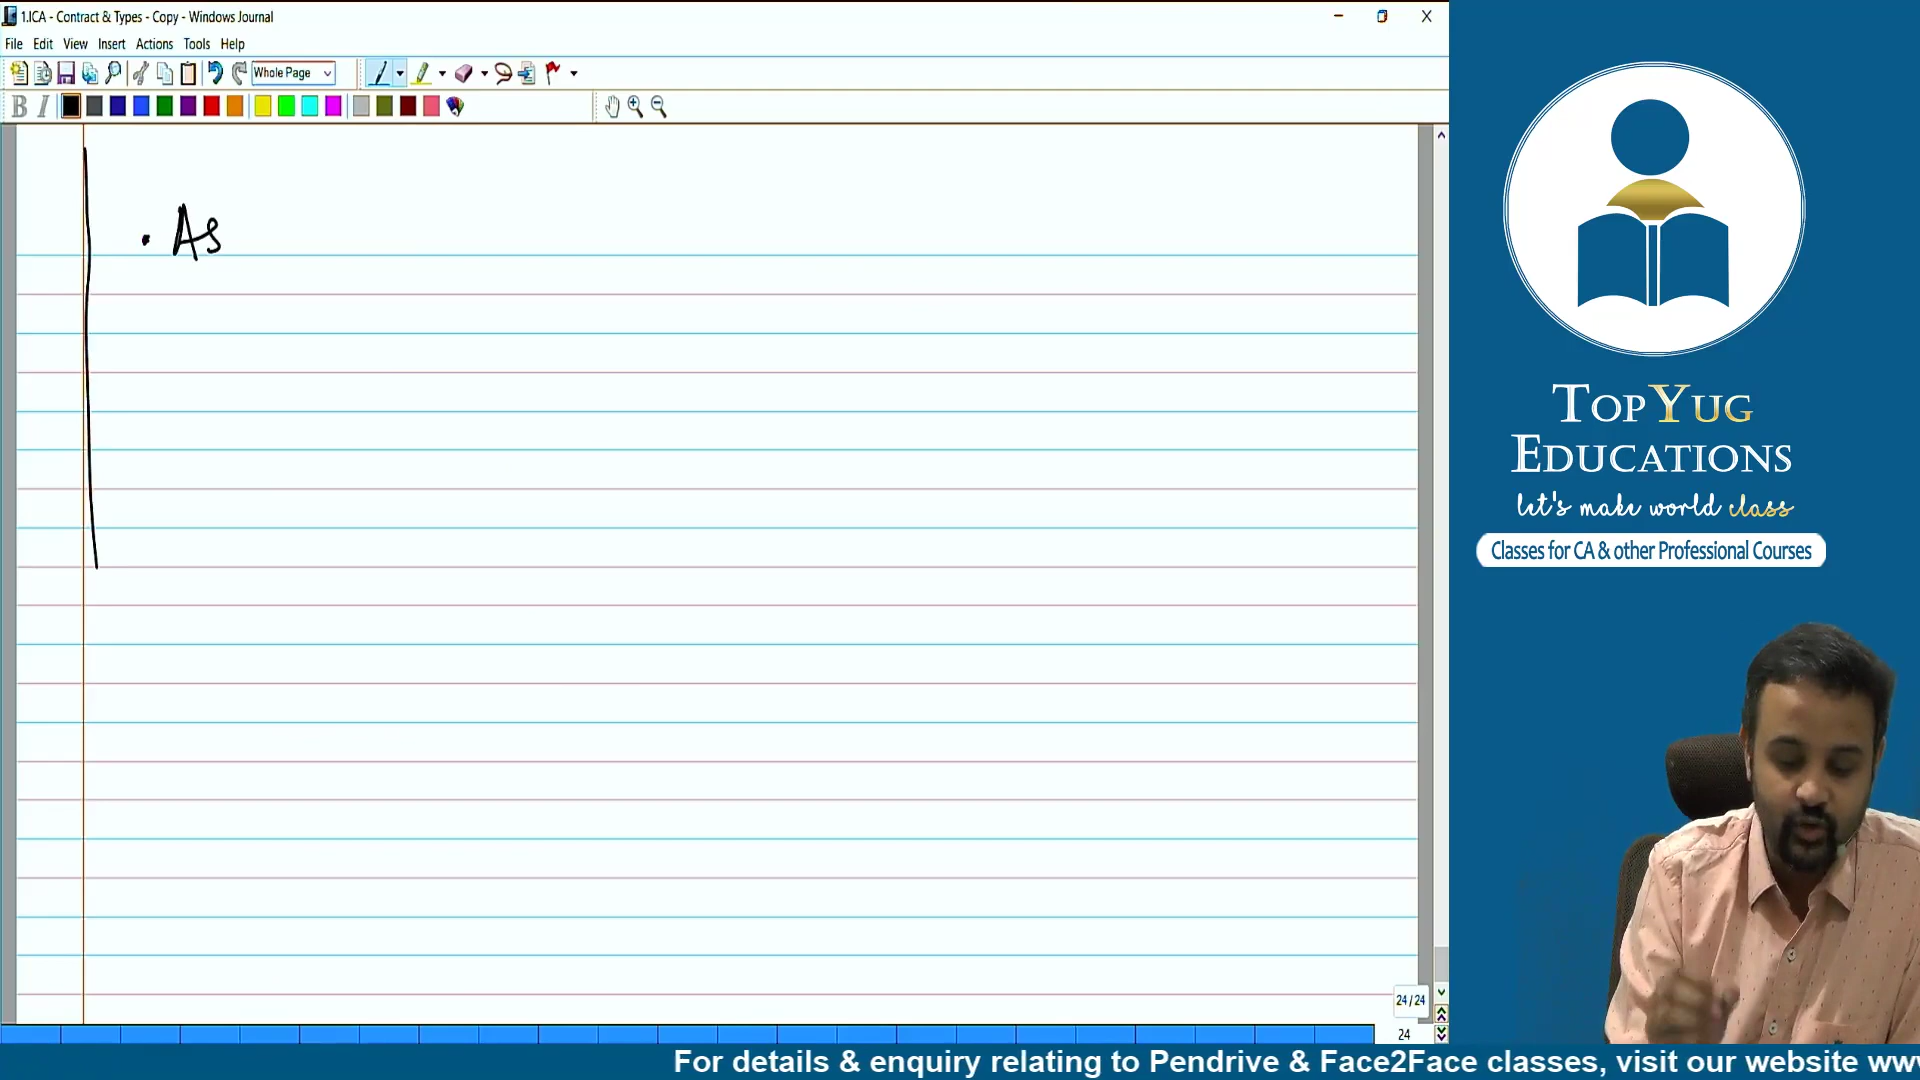 1.ICA - Contract & Types - Copy - Windows Journal
File Edit View Insert Actions Tools Help
Whole Page
B I
. As
24 / 24
24
TOPYUG
EDUCATIONS
let's make world class
Classes for CA & other Professional Courses
For details & enquiry relating to Pendrive & Face2Face classes, visit our website ww